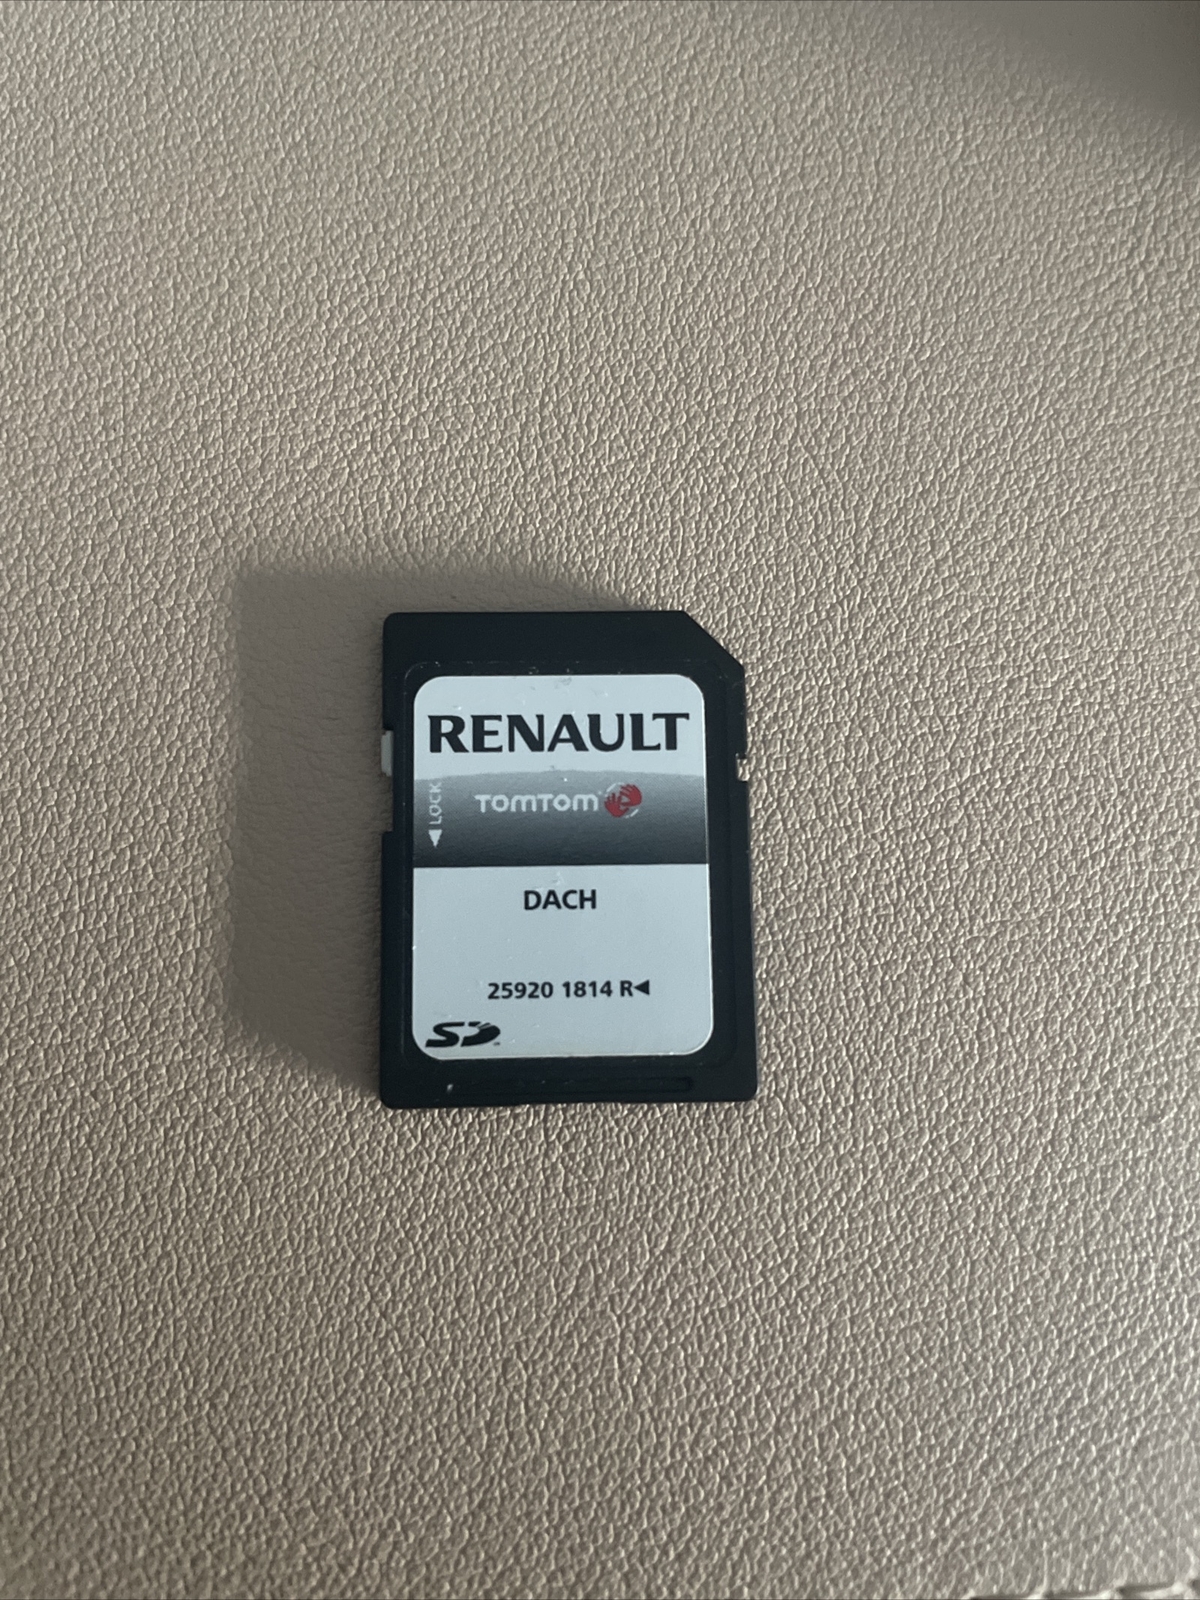 RENAULT
LOCK
TOMTOM
DACH
25920 1814 R
SD